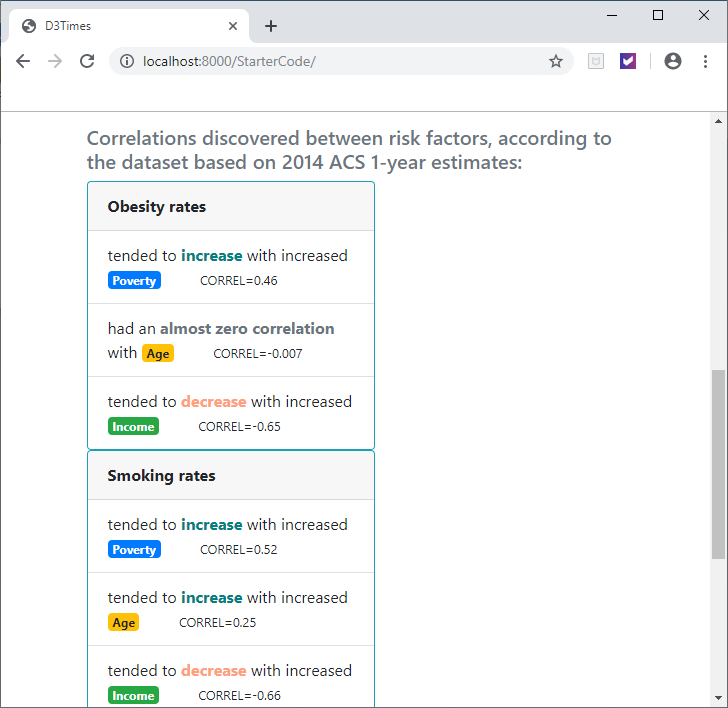 D3Times
localhost:8000/StarterCode/
Correlations discovered between risk factors, according to
the dataset based on 2014 ACS 1-year estimates:
Obesity rates
tended to increase with increased
Poverty CORREL=0.46
had an almost zero correlation
with Age CORREL=-0.007
tended to decrease with increased
Income CORREL=-0.65
Smoking rates
tended to increase with increased
Poverty CORREL=0.52
tended to increase with increased
Age CORREL=0.25
tended to decrease with increased
Income CORREL=-0.66